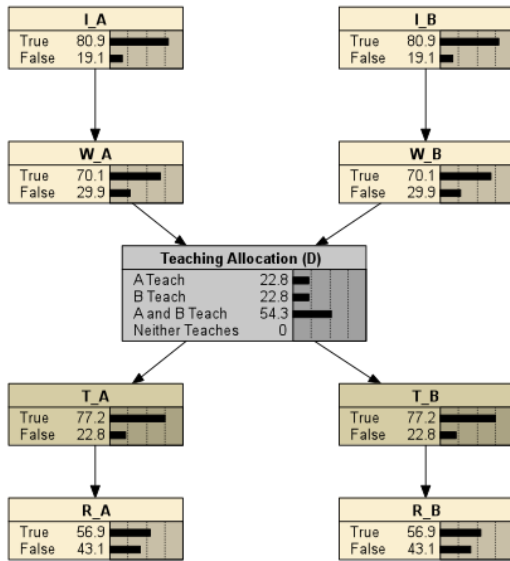 I_A
True 80.9
False 19.1
I_B
True 80.9
False 19.1
W_A
True 70.1
False 29.9
W_B
True 70.1
False 29.9
Teaching Allocation (D)
A Teach 22.8
B Teach 22.8
A and B Teach 54.3
Neither Teaches 0
T_A
True 77.2
False 22.8
T_B
True 77.2
False 22.8
R_A
True 56.9
False 43.1
R_B
True 56.9
False 43.1